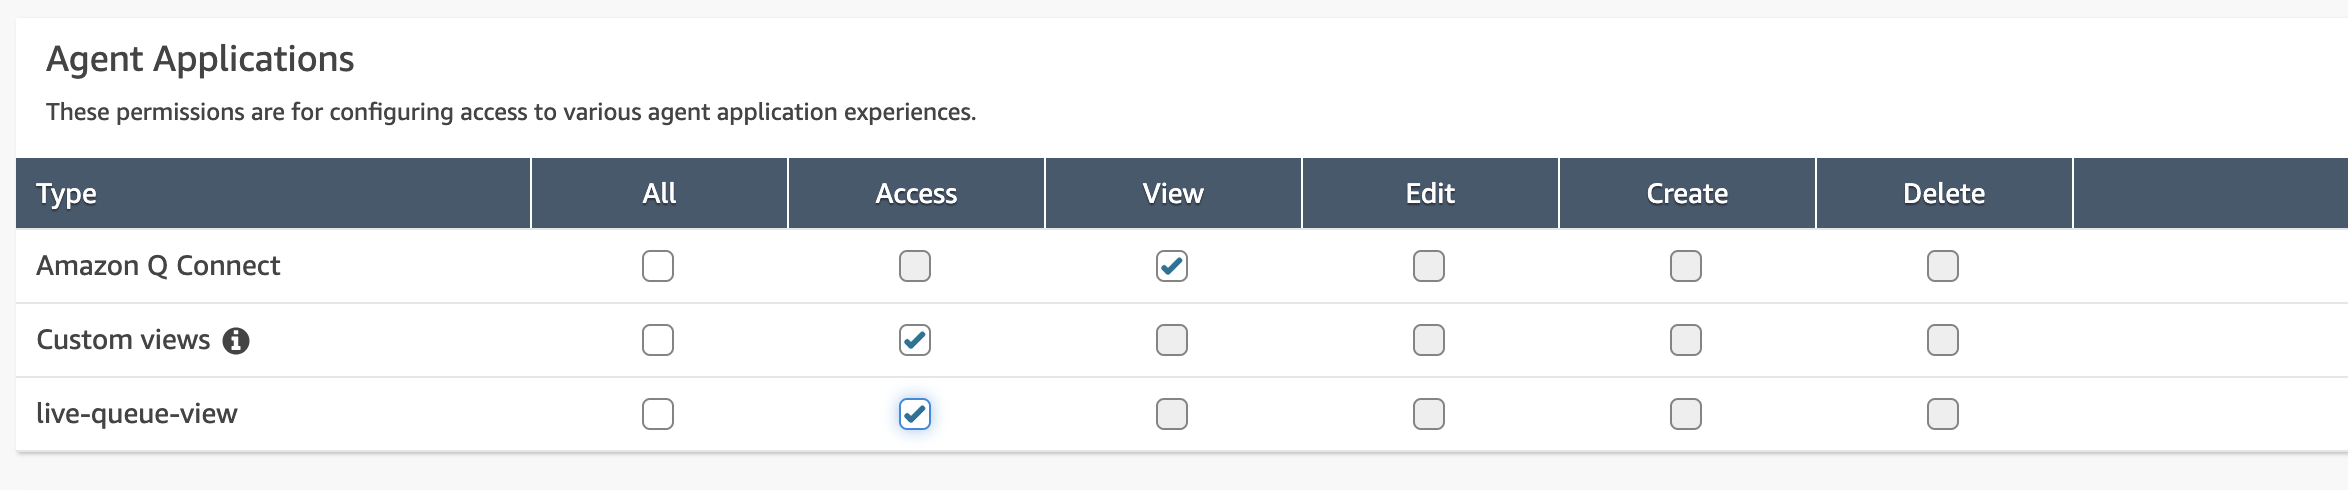 Agent Applications
These permissions are for configuring access to various agent application experiences.
Type All Access View Edit Create Delete
Amazon Q Connect
Custom views
live-queue-view